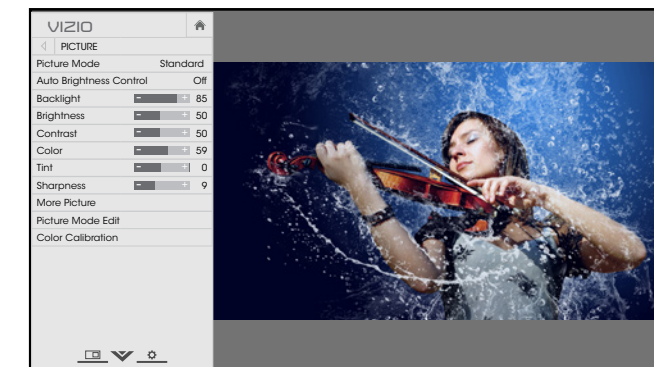 VIZIO
PICTURE
Picture Mode Standard
Auto Brightness Control Off
Backlight 85
Brightness 50
Contrast 50
Color 59
Tint 0
Sharpness 9
More Picture
Picture Mode Edit
Color Calibration